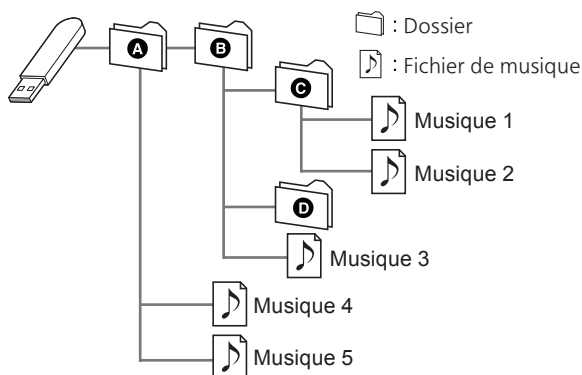 A
B
: Dossier
: Fichier de musique
C
Musique 1
Musique 2
D
Musique 3
Musique 4
Musique 5